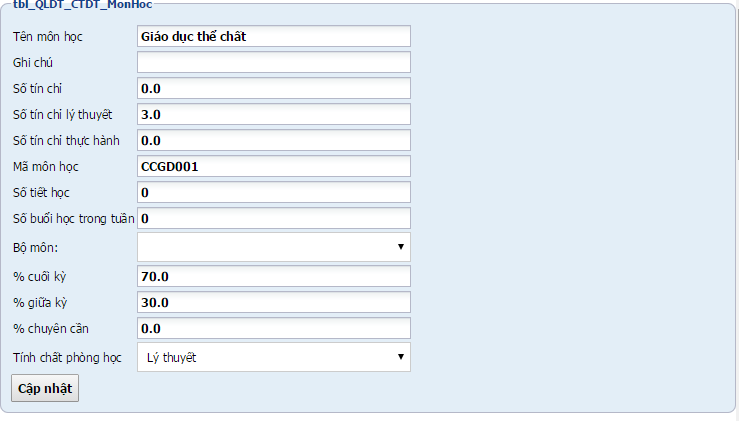 tbl_QLDT_CTDT_MonHoc
Tên môn học Giáo dục thể chất
Ghi chú
Số tín chỉ 0.0
Số tín chỉ lý thuyết 3.0
Số tín chỉ thực hành 0.0
Mã môn học CCGD001
Số tiết học 0
Số buổi học trong tuần 0
Bộ môn:
% cuối kỳ 70.0
% giữa kỳ 30.0
% chuyên cần 0.0
Tính chất phòng học Lý thuyết
Cập nhật